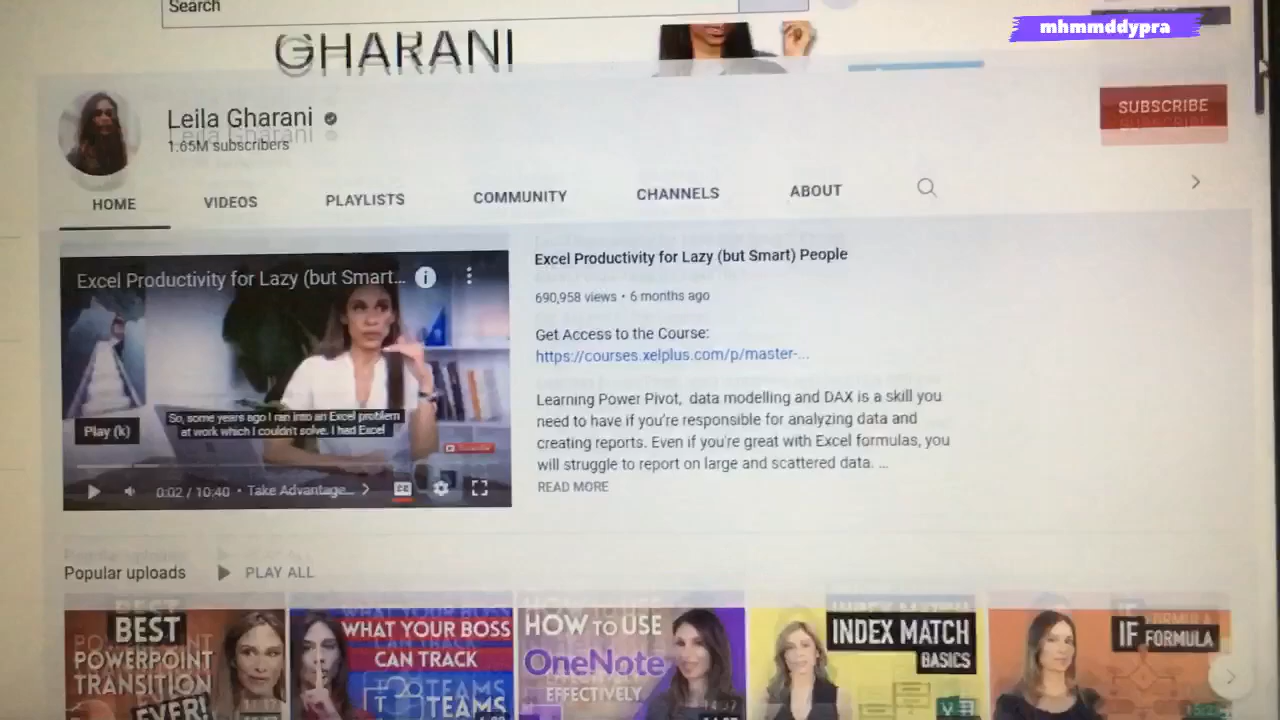 Search
mhmmddypra
GHARANI
Leila Gharani
1.65M subscribers
SUBSCRIBE
HOME VIDEOS PLAYLISTS COMMUNITY CHANNELS ABOUT
Excel Productivity for Lazy (but Smart...
So, some years ago I ran into an Excel problem
at work which I couldn't solve. I had Excel
Play (k)
0:02 / 10:40 • Take Advantage...
Excel Productivity for Lazy (but Smart) People
690,958 views • 6 months ago
Get Access to the Course:
https://courses.xelplus.com/p/master-...
Learning Power Pivot, data modelling and DAX is a skill you
need to have if you're responsible for analyzing data and
creating reports. Even if you're great with Excel formulas, you
will struggle to report on large and scattered data. ...
READ MORE
Popular uploads PLAY ALL
BEST
POWERPOINT
TRANSITION
EVER!
WHAT YOUR BOSS
CAN TRACK
TEAMS
HOW TO USE
OneNote
EFFECTIVELY
INDEX MATCH
BASICS
IF FORMULA